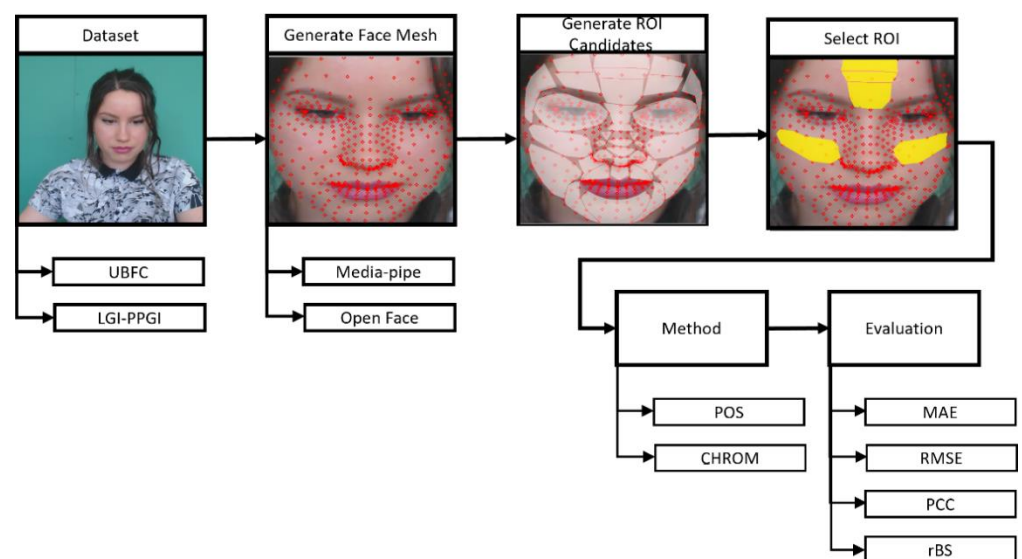 Dataset
Generate Face Mesh
Generate ROI
Candidates
Select ROI
UBFC
LGI-PPGI
Media-pipe
Open Face
Method
Evaluation
POS
CHROM
MAE
RMSE
PCC
rBS